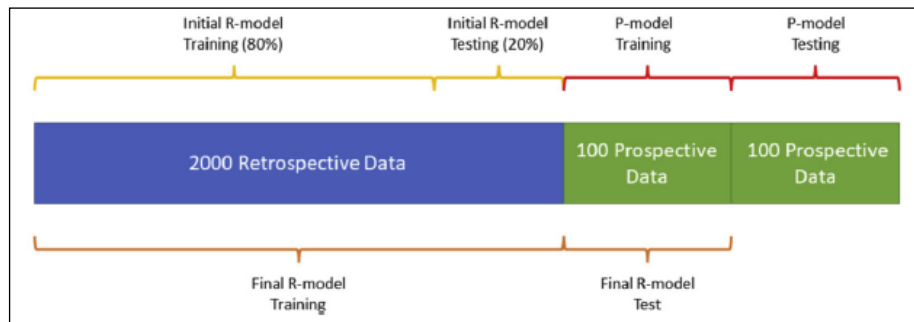 Initial R-model
Training (80%)
Initial R-model
Testing (20%)
P-model
Training
P-model
Testing
2000 Retrospective Data
100 Prospective
Data
100 Prospective
Data
Final R-model
Training
Final R-model
Test